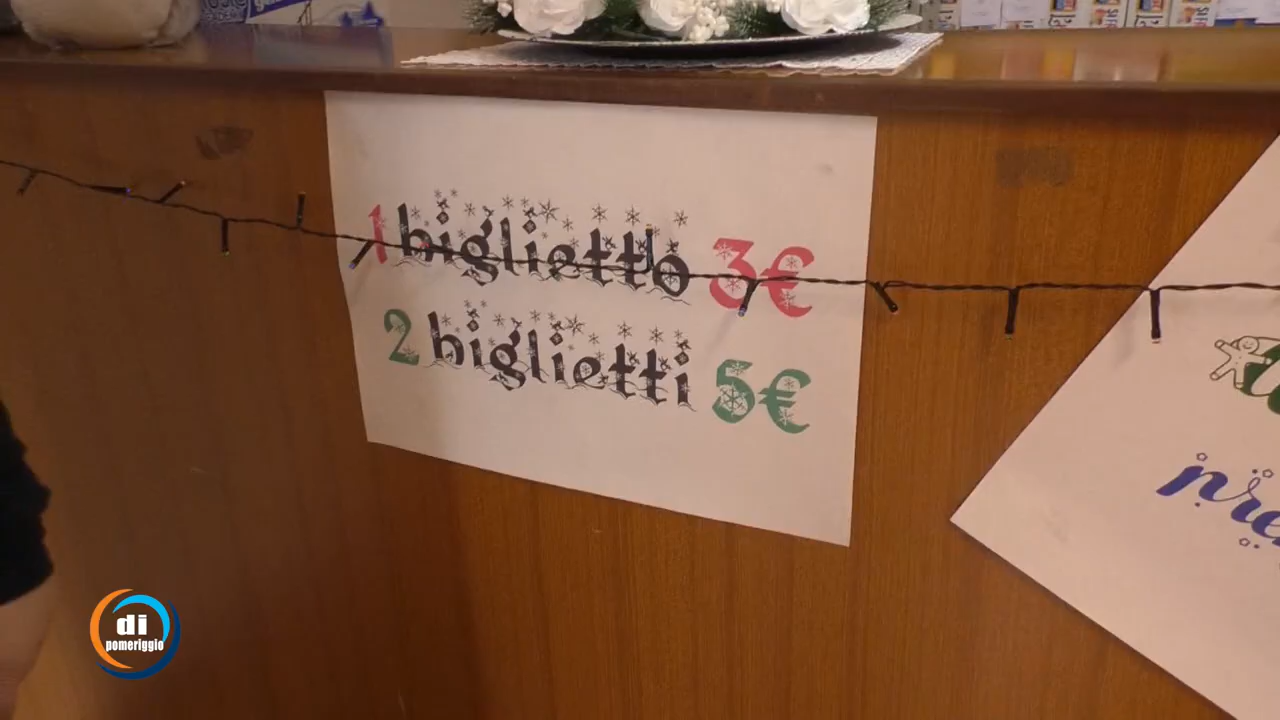 1 biglietto 3€
2 biglietti 5€
di
pomeriggio